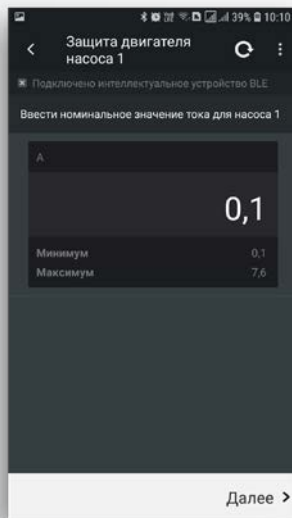 39% 10:10
Защита двигателя
насоса 1
Подключено интеллектуальное устройство BLE
Ввести номинальное значение тока для насоса 1
A
0,1
Минимум 0,1
Максимум 7,6
Далее